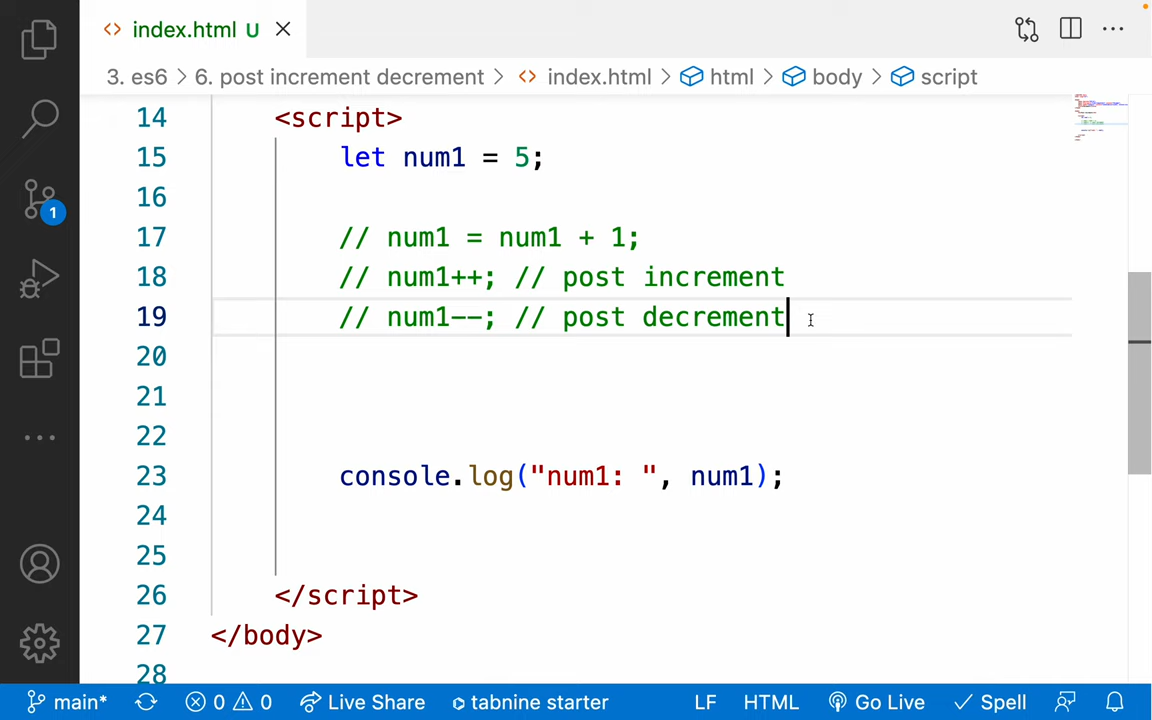 index.html U
3. es6 > 6. post increment decrement > index.html > html > body > script
14 <script>
15 let num1 = 5;
16
17 // num1 = num1 + 1;
18 // num1++; // post increment
19 // num1--; // post decrement
20
21
22
23 console.log("num1: ", num1);
24
25
26 </script>
27 </body>
28
1
main* 0 0 Live Share tabnine starter LF HTML Go Live Spell